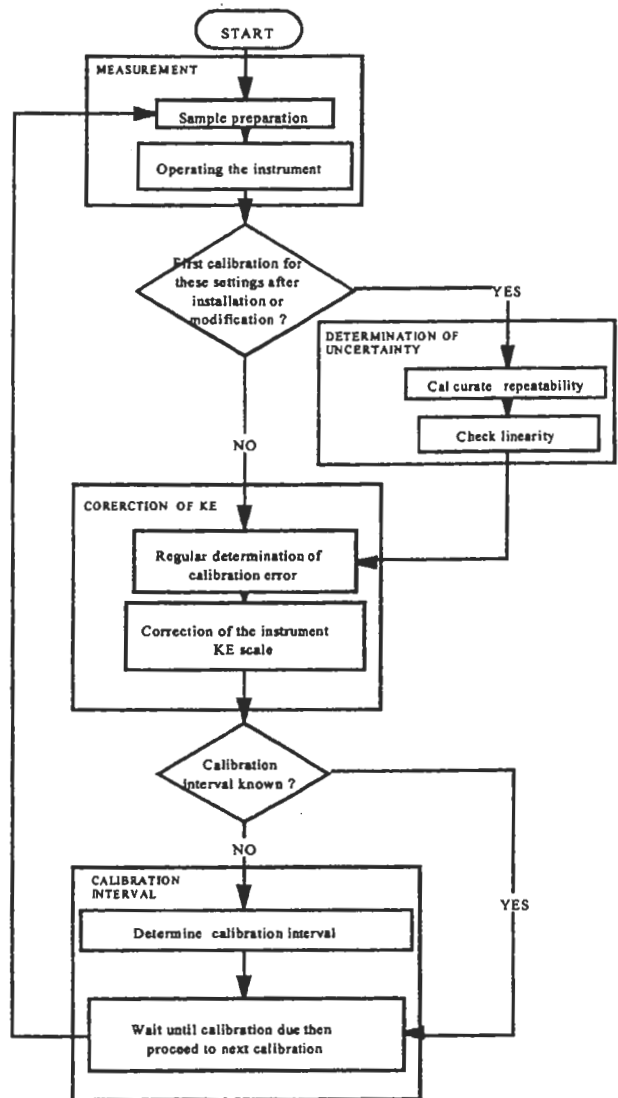 START
MEASUREMENT
Sample preparation
Operating the instrument
First calibration for
these settings after
installation or
modification ?
YES
DETERMINATION OF
UNCERTAINTY
Cal curate repeatability
Check linearity
NO
CORERCTION OF KE
Regular determination of
calibration error
Correction of the instrument
KE scale
Calibration
interval known ?
NO
YES
CALIBRATION
INTERVAL
Determine calibration interval
Wait until calibration due then
proceed to next calibration